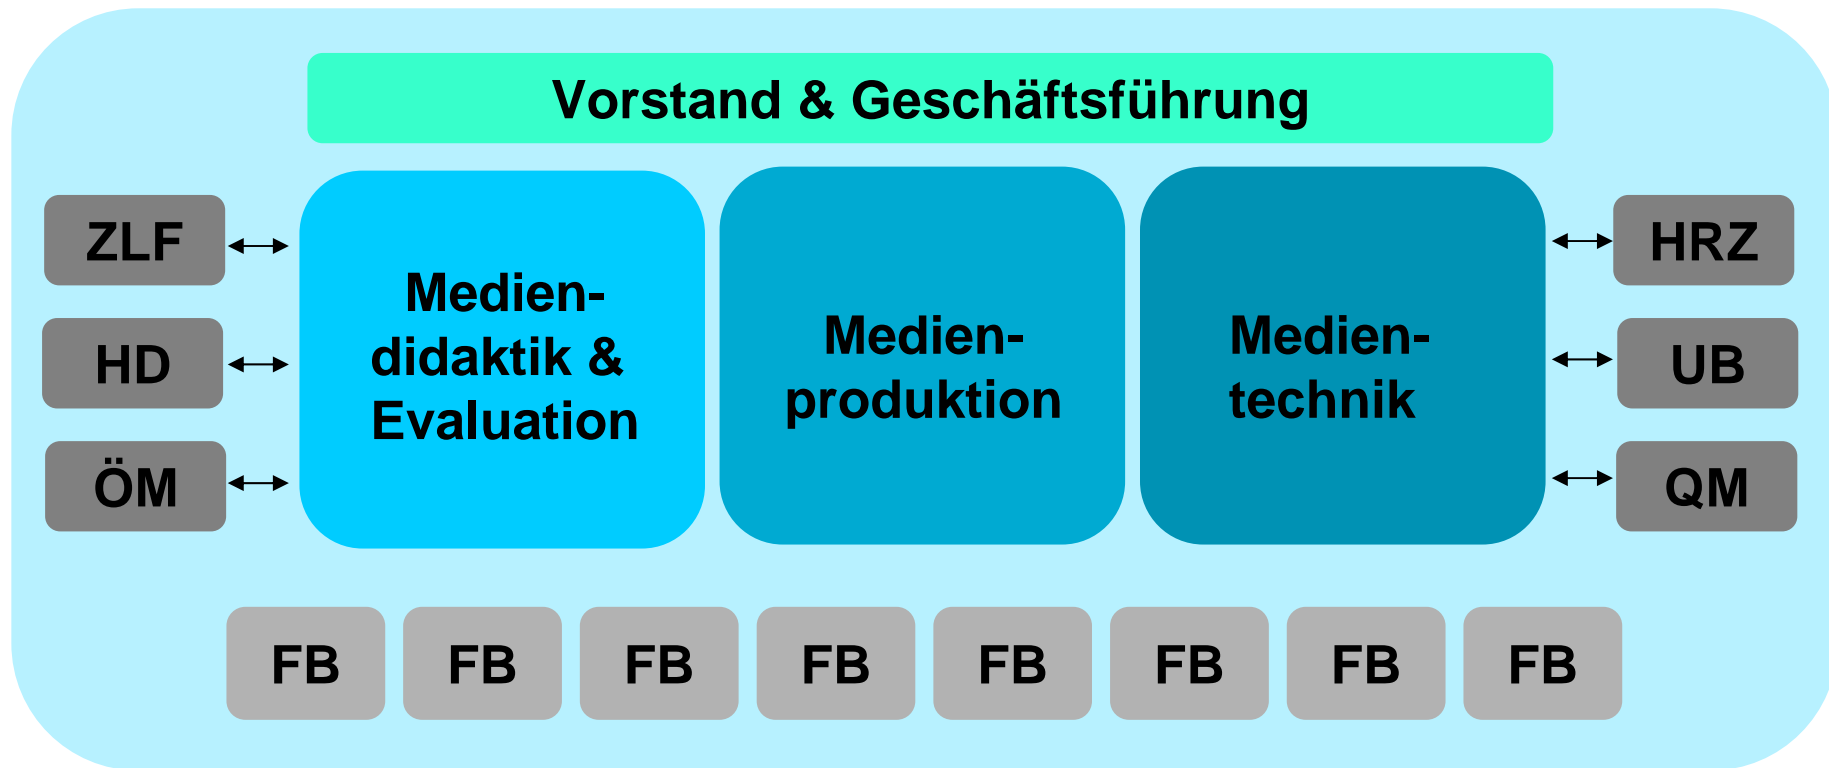 Vorstand & Geschäftsführung
ZLF
HD
ÖM
Medien-
didaktik &
Evaluation
Medien-
produktion
Medien-
technik
HRZ
UB
QM
FB FB FB FB FB FB FB FB